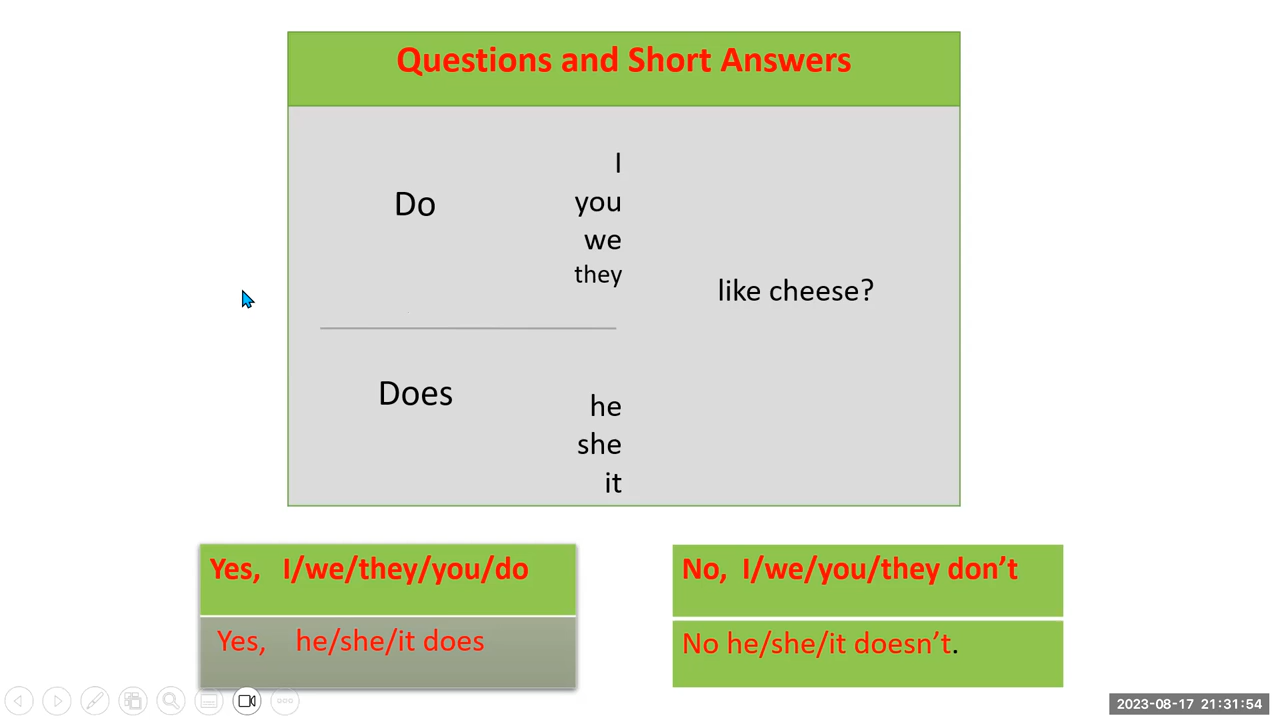 Questions and Short Answers
I
Do
you
we
they
like cheese?
Does
he
she
it
Yes, I/we/they/you/do
No, I/we/you/they don’t
Yes, he/she/it does
No he/she/it doesn’t.
2023-08-17 21:31:54